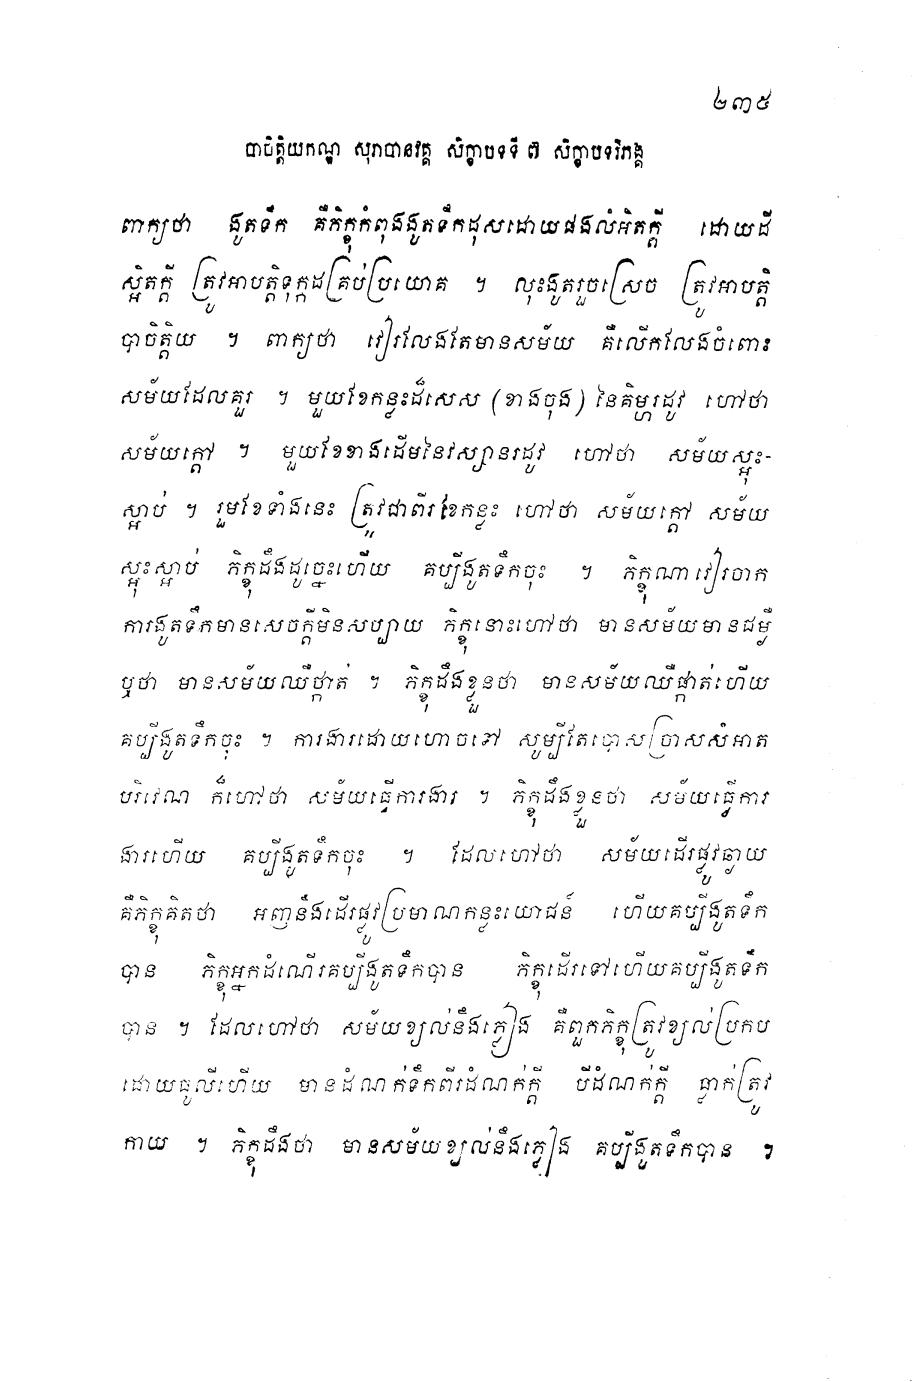 ២៣៥
បាចិត្តិយកណ្ឌ សុរាបានវគ្គ សិក្ខាបទទី ៧ សិក្ខាបទវិភង្គ
ពាក្យថា ងូតទឹក គឺភិក្ខុកំពុងងូតទឹកដុសដោយផងលំអិតក្តី ដោយដី
ស្អិតក្តី ត្រូវអាបត្តិទុក្កដគ្រប់ប្រយោគ ។ លុះងូតរួចស្រេច ត្រូវអាបត្តិ
បាចិត្តិយ ។ ពាក្យថា វៀរលែងតែមានសម័យ គឺលើកលែងចំពោះ
សម័យដែលគួរ ។ មួយខែកន្លះដ៏សេស (ខាងចុង) នៃគិម្ហរដូវ ហៅថា
សម័យក្តៅ ។ មួយខែខាងដើមនៃវស្សានរដូវ ហៅថា សម័យស្អុះ-
ស្អាប់ ។ រួមខែទាំងនេះ ត្រូវជាពីរខែកន្លះ ហៅថា សម័យក្តៅ សម័យ
ស្អុះស្អាប់ ភិក្ខុដឹងដូច្នេះហើយ គប្បីងូតទឹកចុះ ។ ភិក្ខុណាវៀរចាក
ការងូតទឹកមានសេចក្តីមិនសប្បាយ ភិក្ខុនោះហៅថា មានសម័យមានជម្ងឺ
ឬថា មានសម័យឈឺថ្កាត់ ។ ភិក្ខុដឹងខ្លួនថា មានសម័យឈឺផ្កាត់ហើយ
គប្បីងូតទឹកចុះ ។ ការងារដោយហោចទៅ សូម្បីតែបោសច្រាសសំអាត
បរិវេណ ក៏ហៅថា សម័យធ្វើការងារ ។ ភិក្ខុដឹងខ្លួនថា សម័យធ្វើការ
ងារហើយ គប្បីងូតទឹកចុះ ។ ដែលហៅថា សម័យដើរផ្លូវឆ្ងាយ
គឺភិក្ខុគិតថា អញនឹងដើរផ្លូវប្រមាណកន្លះយោជន៍ ហើយគប្បីងូតទឹក
បាន ភិក្ខុអ្នកដំណើរគប្បីងូតទឹកបាន ភិក្ខុដើរទៅហើយគប្បីងូតទឹក
បាន ។ ដែលហៅថា សម័យខ្យល់នឹងភ្លៀង គឺពួកភិក្ខុត្រូវខ្យល់ប្រកប
ដោយធូលីហើយ មានដំណក់ទឹកពីរដំណក់ក្តី បីដំណក់ក្តី ធ្លាក់ត្រូវ
កាយ ។ ភិក្ខុដឹងថា មានសម័យខ្យល់នឹងភ្លៀង គប្បីងូតទឹកបាន ។